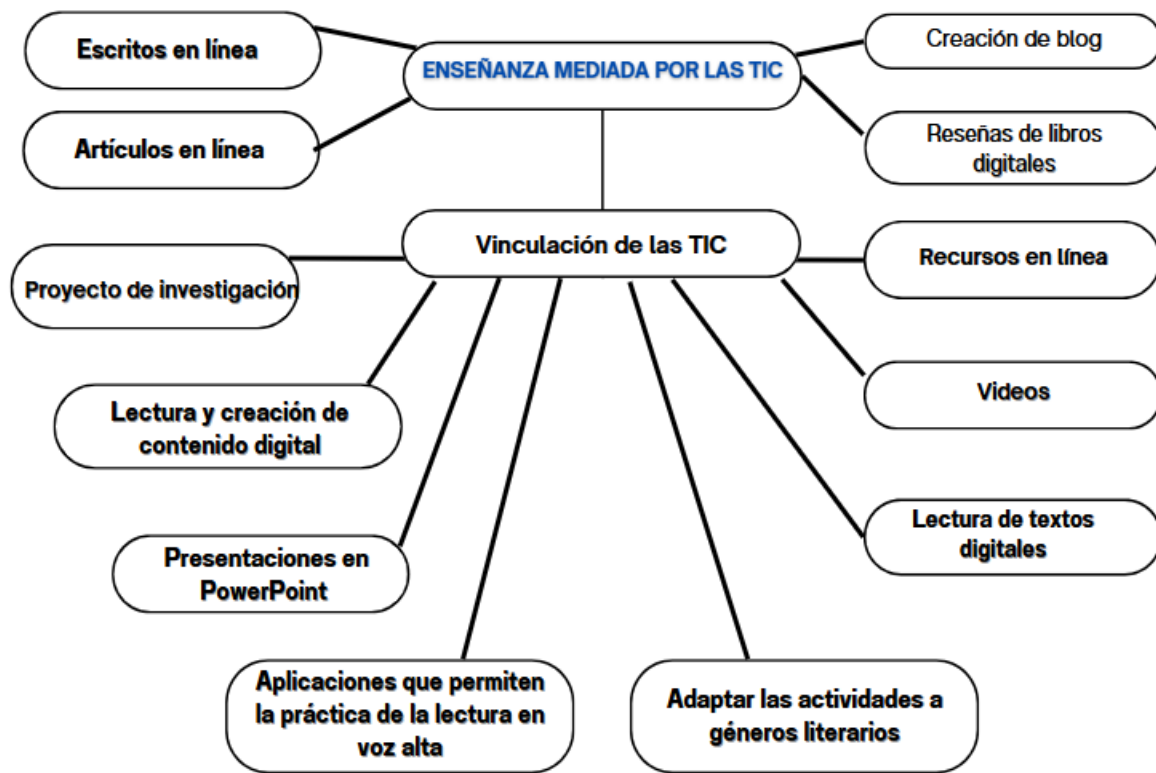 Escritos en línea
ENSEÑANZA MEDIADA POR LAS TIC
Creación de blog
Artículos en línea
Reseñas de libros
digitales
Vinculación de las TIC
Recursos en línea
Proyecto de investigación
Videos
Lectura y creación de
contenido digital
Lectura de textos
digitales
Presentaciones en
PowerPoint
Aplicaciones que permiten
la práctica de la lectura en
voz alta
Adaptar las actividades a
géneros literarios